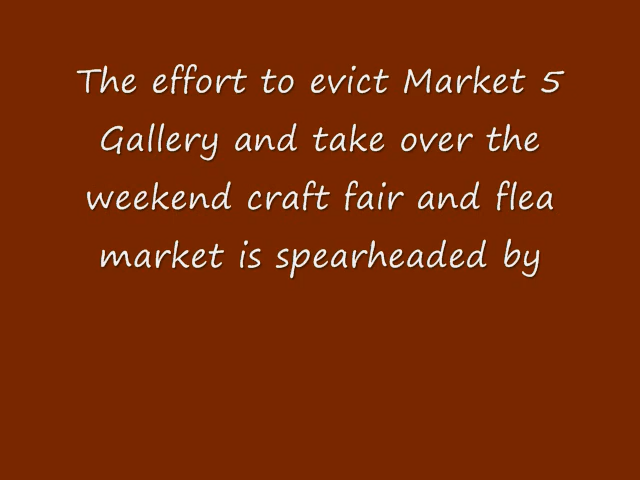 The effort to evict Market 5
Gallery and take over the
weekend craft fair and flea
market is spearheaded by